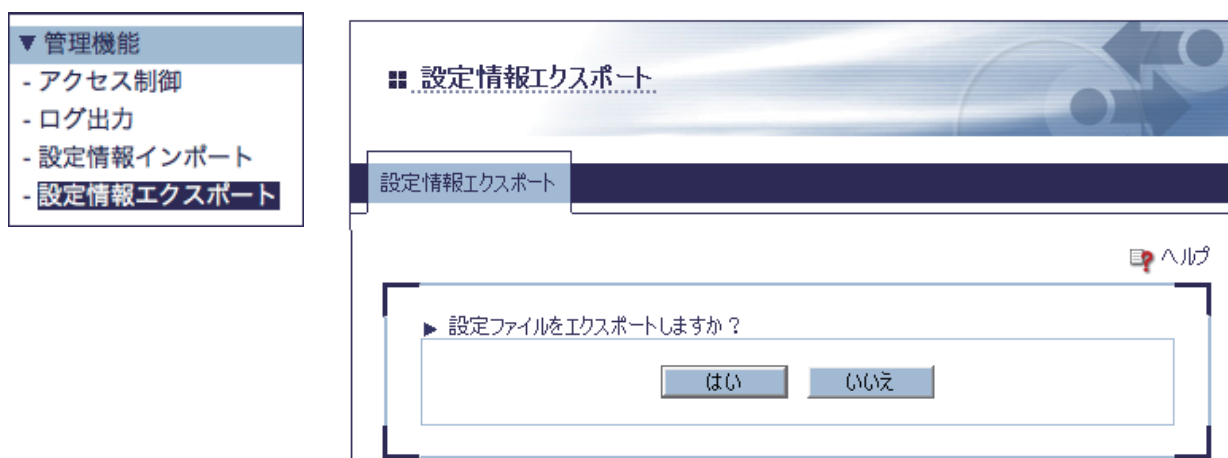 ▼管理機能
- アクセス制御
- ログ出力
- 設定情報インポート
- 設定情報エクスポート
設定情報エクスポート
設定情報エクスポート
ヘルプ
設定ファイルをエクスポートしますか？
はい いいえ